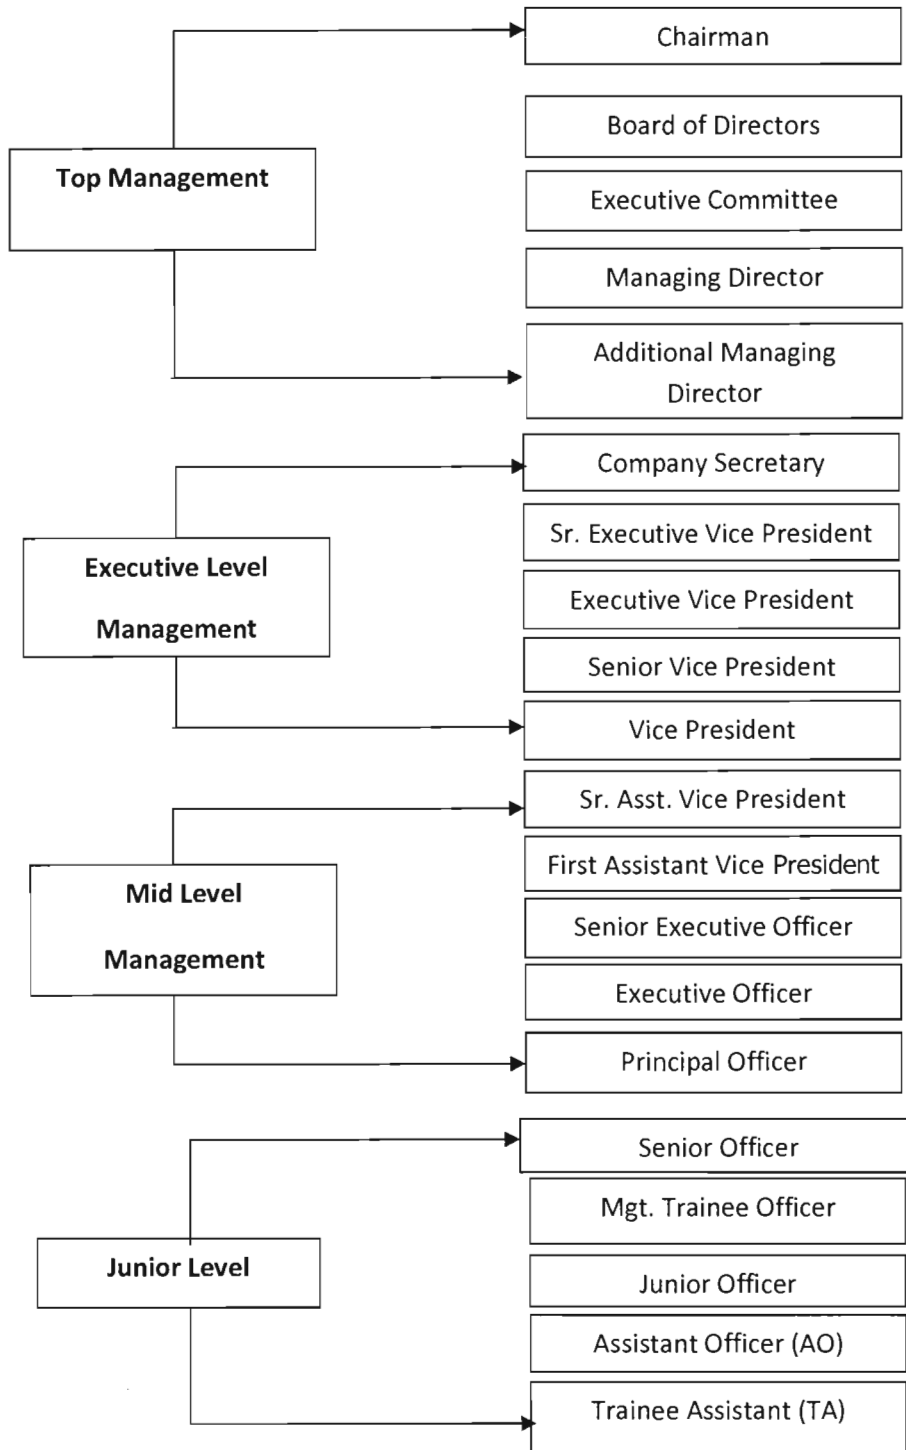 Chairman
Board of Directors
Top Management
Executive Committee
Managing Director
Additional Managing
Director
Company Secretary
Sr. Executive Vice President
Executive Level
Management
Executive Vice President
Senior Vice President
Vice President
Sr. Asst. Vice President
First Assistant Vice President
Mid Level
Management
Senior Executive Officer
Executive Officer
Principal Officer
Senior Officer
Mgt. Trainee Officer
Junior Level
Junior Officer
Assistant Officer (AO)
Trainee Assistant (TA)